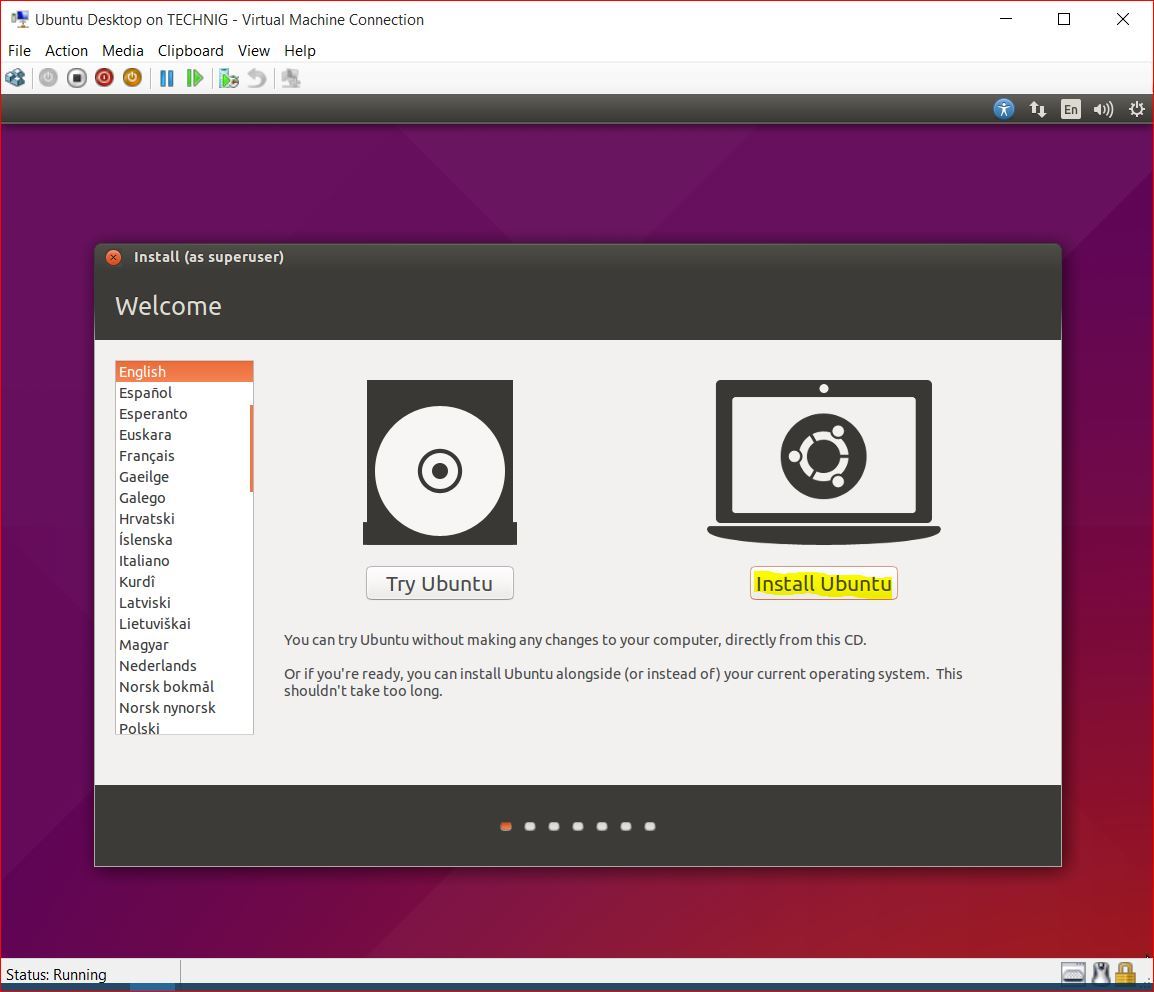 Ubuntu Desktop on TECHNIG - Virtual Machine Connection
File Action Media Clipboard View Help
En
Install (as superuser)
Welcome
English
Español
Esperanto
Euskara
Français
Gaeilge
Galego
Hrvatski
Íslenska
Italiano
Kurdî
Latviski
Lietuviškai
Magyar
Nederlands
Norsk bokmål
Norsk nynorsk
Polski
Try Ubuntu
Install Ubuntu
You can try Ubuntu without making any changes to your computer, directly from this CD.
Or if you're ready, you can install Ubuntu alongside (or instead of) your current operating system. This
shouldn't take too long.
Status: Running